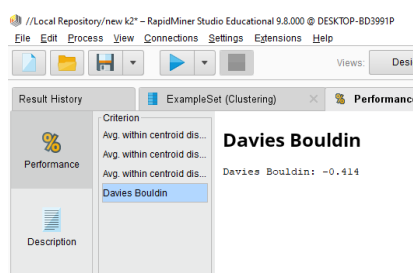 //Local Repository/new k2* – RapidMiner Studio Educational 9.8.000 @ DESKTOP-BD3991P
File Edit Process View Connections Settings Extensions Help
Views: Desi
Result History ExampleSet (Clustering) Performance
Criterion
Avg. within centroid dis...
Avg. within centroid dis...
Avg. within centroid dis...
Davies Bouldin
Performance
Description
Davies Bouldin
Davies Bouldin: -0.414